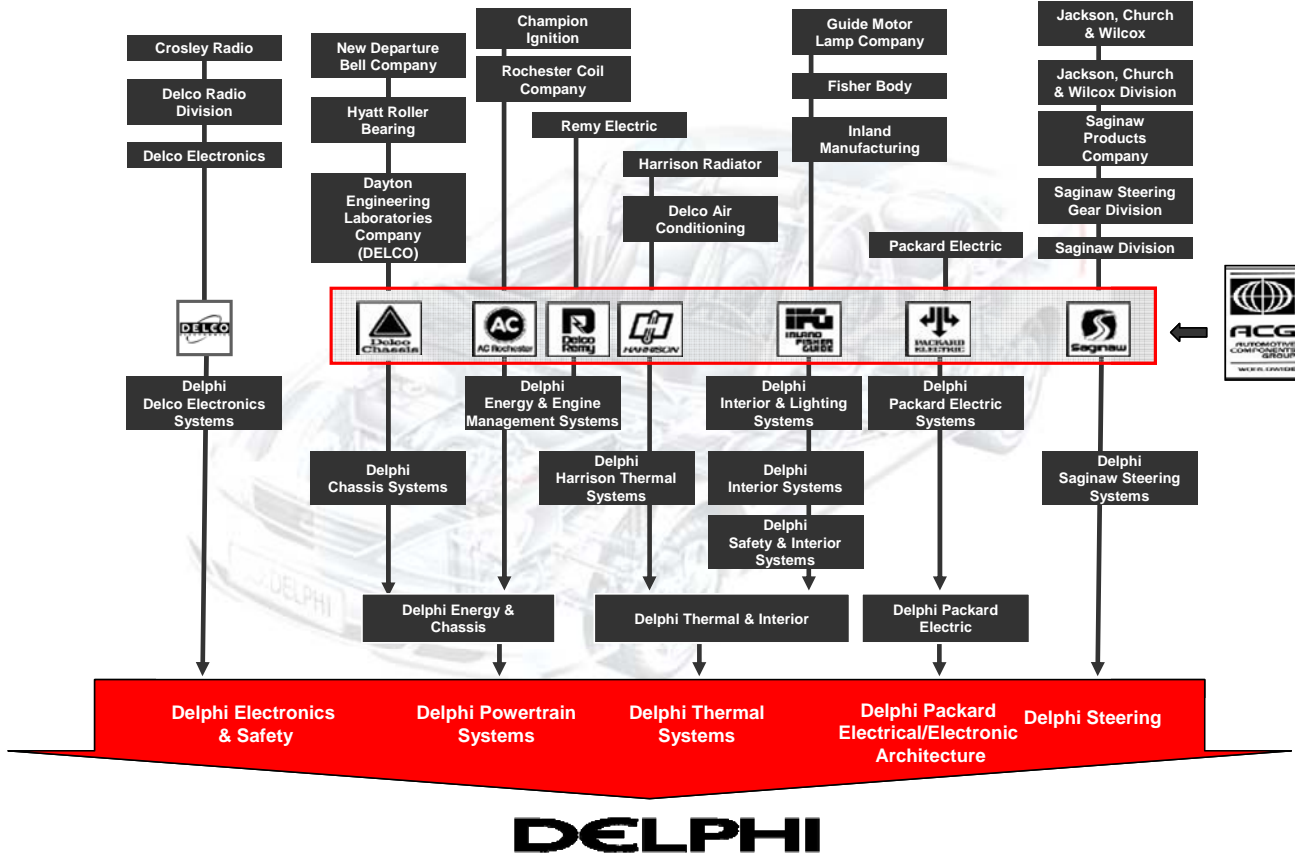 Crosley Radio
Delco Radio
Division
Delco Electronics
New Departure
Bell Company
Hyatt Roller
Bearing
Dayton
Engineering
Laboratories
Company
(DELCO)
Champion
Ignition
Rochester Coil
Company
Remy Electric
Harrison Radiator
Delco Air
Conditioning
Guide Motor
Lamp Company
Fisher Body
Inland
Manufacturing
Packard Electric
Jackson, Church
& Wilcox
Jackson, Church
& Wilcox Division
Saginaw
Products
Company
Saginaw Steering
Gear Division
Saginaw Division
DELCO
Delco
Chassis
AC
AC Rochester
Delco
Remy
HARRISON
IFG
INLAND
FISHER
GUIDE
PACKARD
ELECTRIC
Saginaw
ACG
AUTOMOTIVE
COMPONENTS
GROUP
WORLDWIDE
Delphi
Delco Electronics
Systems
Delphi
Energy & Engine
Management Systems
Delphi
Interior & Lighting
Systems
Delphi
Packard Electric
Systems
Delphi
Chassis Systems
Delphi
Harrison Thermal
Systems
Delphi
Interior Systems
Delphi
Saginaw Steering
Systems
Delphi
Safety & Interior
Systems
DELPHI
Delphi Energy &
Chassis
Delphi Thermal & Interior
Delphi Packard
Electric
Delphi Electronics
& Safety
Delphi Powertrain
Systems
Delphi Thermal
Systems
Delphi Packard
Electrical/Electronic
Architecture
Delphi Steering
DELPHI